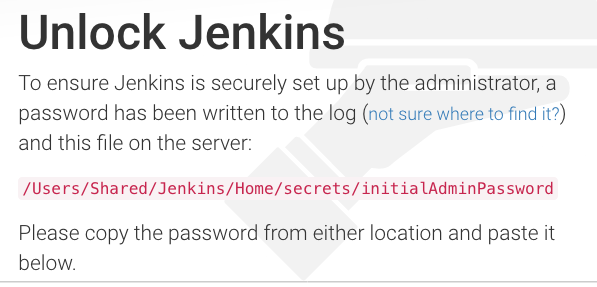 Unlock Jenkins
To ensure Jenkins is securely set up by the administrator, a
password has been written to the log (not sure where to find it?)
and this file on the server:
/Users/Shared/Jenkins/Home/secrets/initialAdminPassword
Please copy the password from either location and paste it
below.